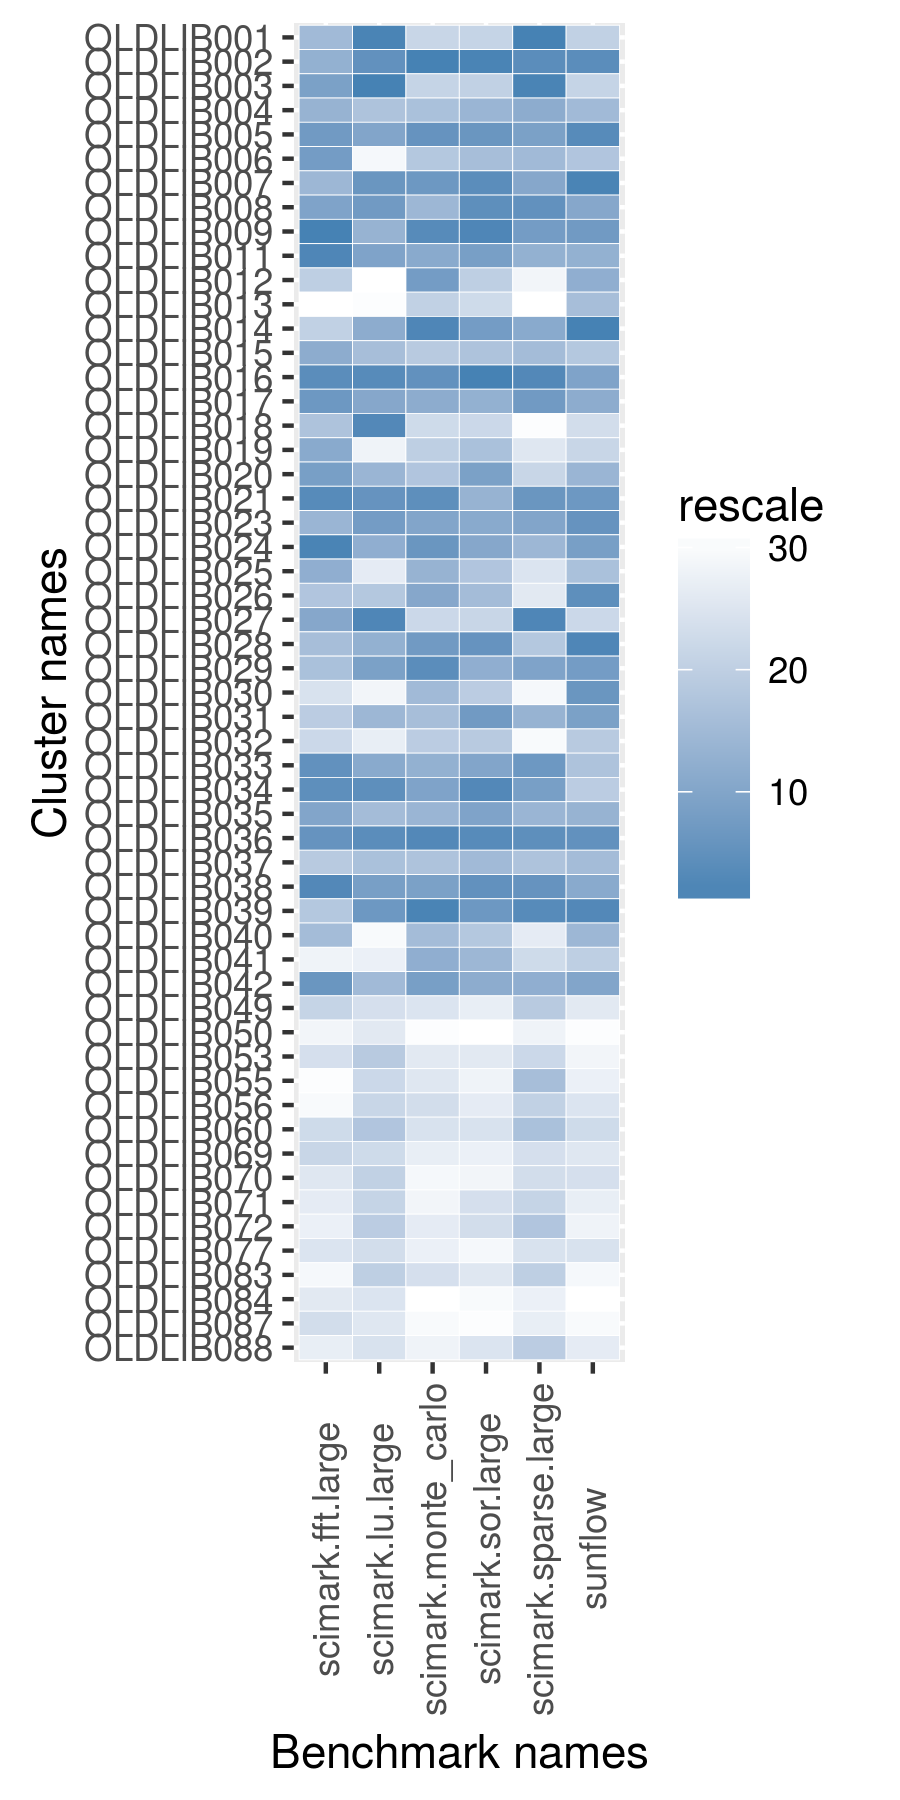 OLDLIB001
OLDLIB002
OLDLIB003
OLDLIB004
OLDLIB005
OLDLIB006
OLDLIB007
OLDLIB008
OLDLIB009
OLDLIB011
OLDLIB012
OLDLIB013
OLDLIB014
OLDLIB015
OLDLIB016
OLDLIB017
OLDLIB018
OLDLIB019
OLDLIB020
OLDLIB021
OLDLIB023
OLDLIB024
OLDLIB025
OLDLIB026
OLDLIB027
OLDLIB028
OLDLIB029
OLDLIB030
OLDLIB031
OLDLIB032
OLDLIB033
OLDLIB034
OLDLIB035
OLDLIB036
OLDLIB037
OLDLIB038
OLDLIB039
OLDLIB040
OLDLIB041
OLDLIB042
OLDLIB049
OLDLIB050
OLDLIB053
OLDLIB055
OLDLIB056
OLDLIB060
OLDLIB069
OLDLIB070
OLDLIB071
OLDLIB072
OLDLIB077
OLDLIB083
OLDLIB084
OLDLIB087
OLDLIB088
Cluster names
rescale
30
20
10
scimark.fft.large
scimark.lu.large
scimark.monte_carlo
scimark.sor.large
scimark.sparse.large
sunflow
Benchmark names